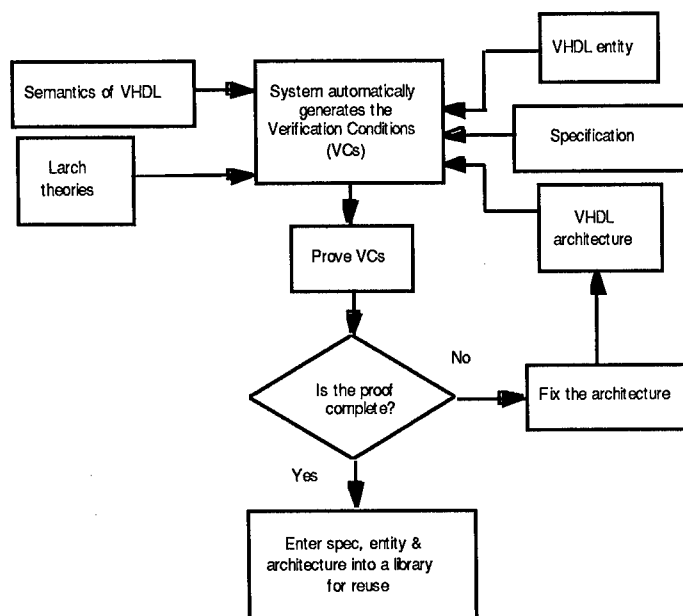 VHDL entity
Semantics of VHDL
System automatically
generates the
Verification Conditions
(VCs)
Specification
Larch
theories
VHDL
architecture
Prove VCs
No
Is the proof
complete?
Fix the architecture
Yes
Enter spec, entity &
architecture into a library
for reuse